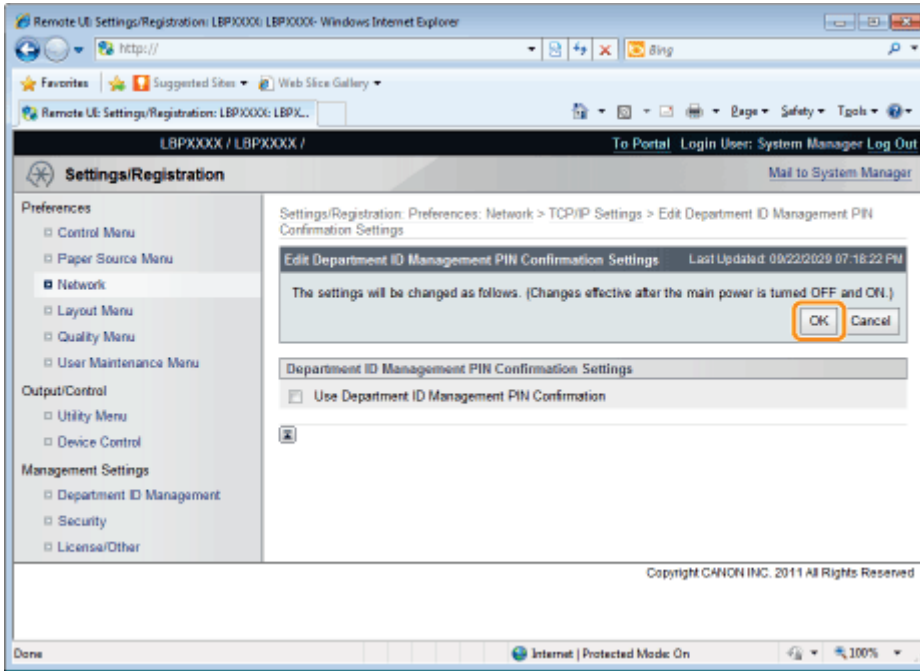 Remote UI: Settings/Registration: LBPXXXX: LBPXXXX- Windows Internet Explorer
http://
Bing
Favorites Suggested Sites Web Slice Gallery
Remote UI: Settings/Registration: LBPXXXX: LBPX... Page Safety Tools
LBPXXXX / LBPXXXX / To Portal Login User: System Manager Log Out
Settings/Registration Mail to System Manager
Preferences
Control Menu
Paper Source Menu
Network
Layout Menu
Quality Menu
User Maintenance Menu
Output/Control
Utility Menu
Device Control
Management Settings
Department ID Management
Security
License/Other
Settings/Registration: Preferences: Network > TCP/IP Settings > Edit Department ID Management PIN
Confirmation Settings
Edit Department ID Management PIN Confirmation Settings Last Updated: 09/22/2029 07:18:22 PM
The settings will be changed as follows. (Changes effective after the main power is turned OFF and ON.)
OK Cancel
Department ID Management PIN Confirmation Settings
Use Department ID Management PIN Confirmation
Copyright CANON INC. 2011 All Rights Reserved
Done Internet | Protected Mode: On 100%